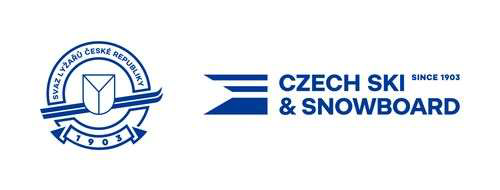 SVAZ LYŽAŘŮ ČESKÉ REPUBLIKY
1903
CZECH SKI SINCE 1903
& SNOWBOARD